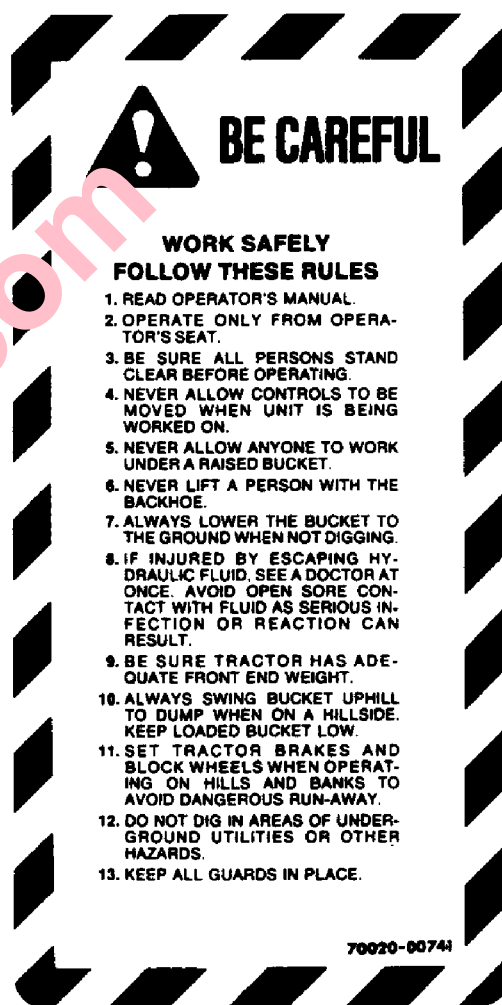 BE CAREFUL
WORK SAFELY
FOLLOW THESE RULES
1. READ OPERATOR'S MANUAL.
2. OPERATE ONLY FROM OPERA-
TOR'S SEAT.
3. BE SURE ALL PERSONS STAND
CLEAR BEFORE OPERATING.
4. NEVER ALLOW CONTROLS TO BE
MOVED WHEN UNIT IS BEING
WORKED ON.
5. NEVER ALLOW ANYONE TO WORK
UNDER A RAISED BUCKET.
6. NEVER LIFT A PERSON WITH THE
BACKHOE.
7. ALWAYS LOWER THE BUCKET TO
THE GROUND WHEN NOT DIGGING.
8. IF INJURED BY ESCAPING HY-
DRAULIC FLUID, SEE A DOCTOR AT
ONCE. AVOID OPEN SORE CON-
TACT WITH FLUID AS SERIOUS IN-
FECTION OR REACTION CAN
RESULT.
9. BE SURE TRACTOR HAS ADE-
QUATE FRONT END WEIGHT.
10. ALWAYS SWING BUCKET UPHILL
TO DUMP WHEN ON A HILLSIDE.
KEEP LOADED BUCKET LOW.
11. SET TRACTOR BRAKES AND
BLOCK WHEELS WHEN OPERAT-
ING ON HILLS AND BANKS TO
AVOID DANGEROUS RUN-AWAY.
12. DO NOT DIG IN AREAS OF UNDER-
GROUND UTILITIES OR OTHER
HAZARDS.
13. KEEP ALL GUARDS IN PLACE.
70020-00741
com